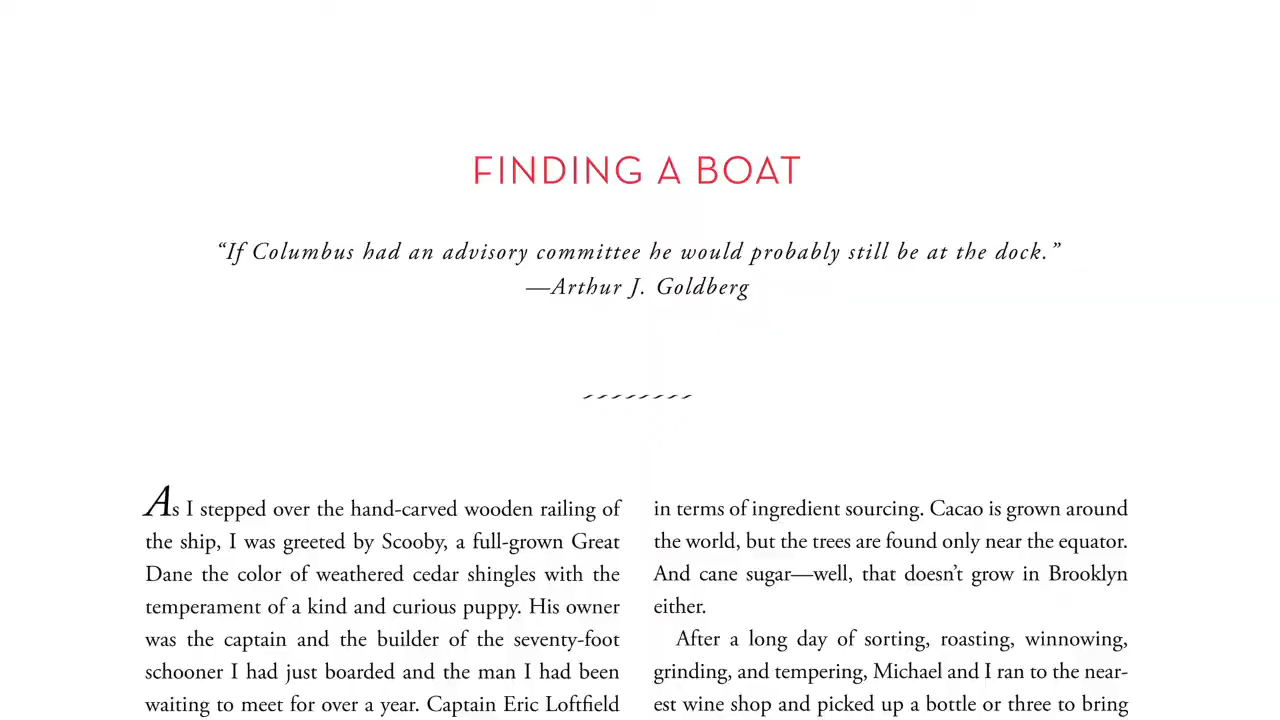 FINDING A BOAT
“If Columbus had an advisory committee he would probably still be at the dock.”
—Arthur J. Goldberg
As I stepped over the hand-carved wooden railing of
the ship, I was greeted by Scooby, a full-grown Great
Dane the color of weathered cedar shingles with the
temperament of a kind and curious puppy. His owner
was the captain and the builder of the seventy-foot
schooner I had just boarded and the man I had been
waiting to meet for over a year. Captain Eric Loftfield
in terms of ingredient sourcing. Cacao is grown around
the world, but the trees are found only near the equator.
And cane sugar—well, that doesn’t grow in Brooklyn
either.
After a long day of sorting, roasting, winnowing,
grinding, and tempering, Michael and I ran to the near-
est wine shop and picked up a bottle or three to bring